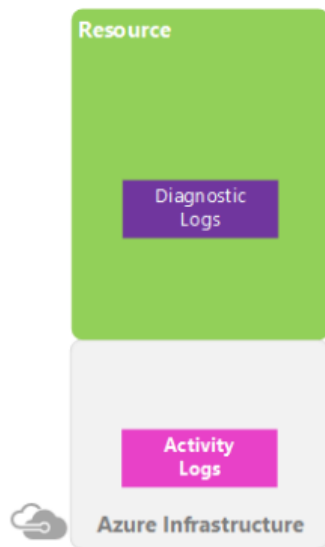 Resource
Diagnostic
Logs
Activity
Logs
Azure Infrastructure